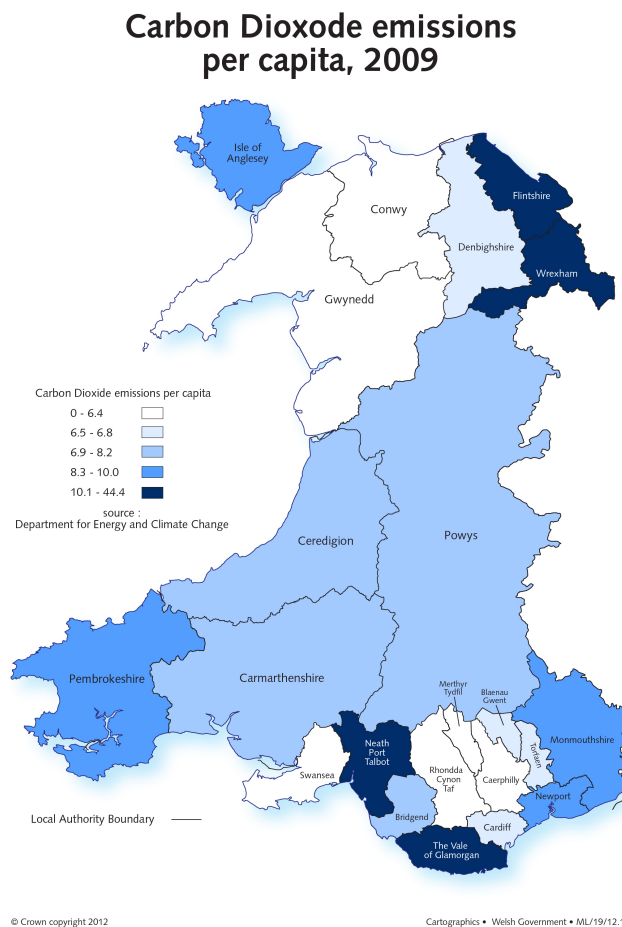 Carbon Dioxode emissions
per capita, 2009
Isle of
Anglesey
Conwy
Flintshire
Denbighshire
Wrexham
Gwynedd
Carbon Dioxide emissions per capita
0 - 6.4
6.5 - 6.8
6.9 - 8.2
8.3 - 10.0
10.1 - 44.4
source :
Department for Energy and Climate Change
Ceredigion
Powys
Pembrokeshire
Carmarthenshire
Merthyr
Tydfil
Blaenau
Gwent
Monmouthshire
Torfaen
Neath
Port
Talbot
Swansea
Rhondda
Cynon
Taf
Caerphilly
Newport
Bridgend
Cardiff
The Vale
of Glamorgan
Local Authority Boundary
© Crown copyright 2012
Cartographics • Welsh Government • ML/19/12.1